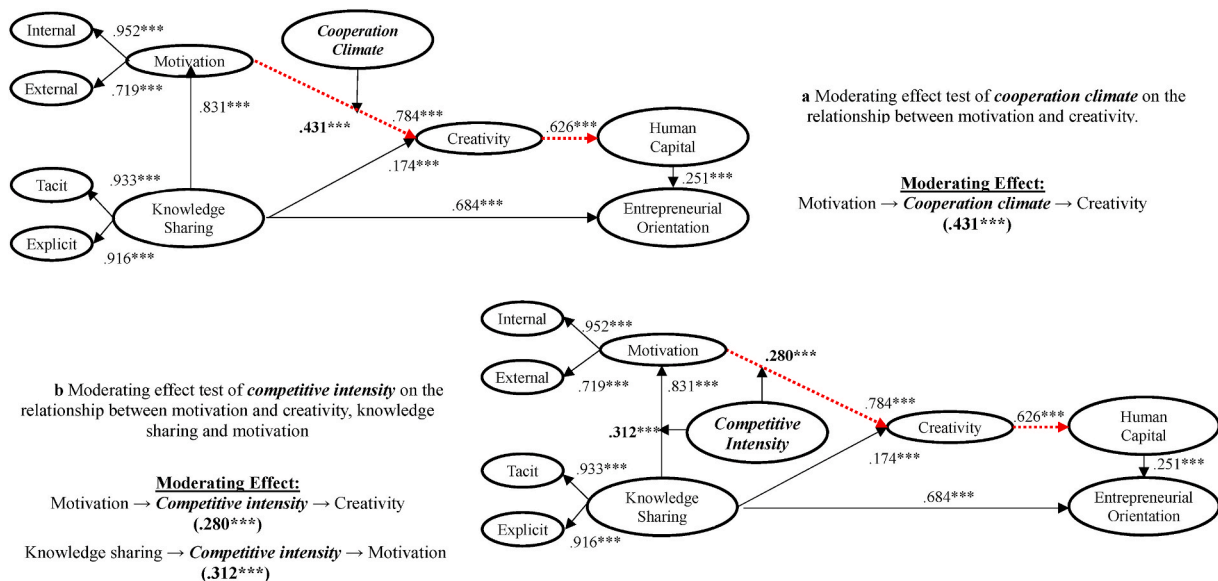 Internal
.952***
Cooperation
Climate
Motivation
External
.719***
.831***
.431***
.784***
Creativity
.626***
Human
Capital
.174***
.251***
Tacit
.933***
Knowledge
Sharing
.684***
Entrepreneurial
Orientation
Explicit
.916***
a Moderating effect test of cooperation climate on the
relationship between motivation and creativity.
Moderating Effect:
Motivation → Cooperation climate → Creativity
(.431***)
b Moderating effect test of competitive intensity on the
relationship between motivation and creativity, knowledge
sharing and motivation
Moderating Effect:
Motivation → Competitive intensity → Creativity
(.280***)
Knowledge sharing → Competitive intensity → Motivation
(.312***)
Internal
.952***
Motivation
.280***
External
.719***
.831***
.784***
.312***
Competitive
Intensity
Creativity
.626***
Human
Capital
.174***
.251***
Tacit
.933***
Knowledge
Sharing
.684***
Entrepreneurial
Orientation
Explicit
.916***